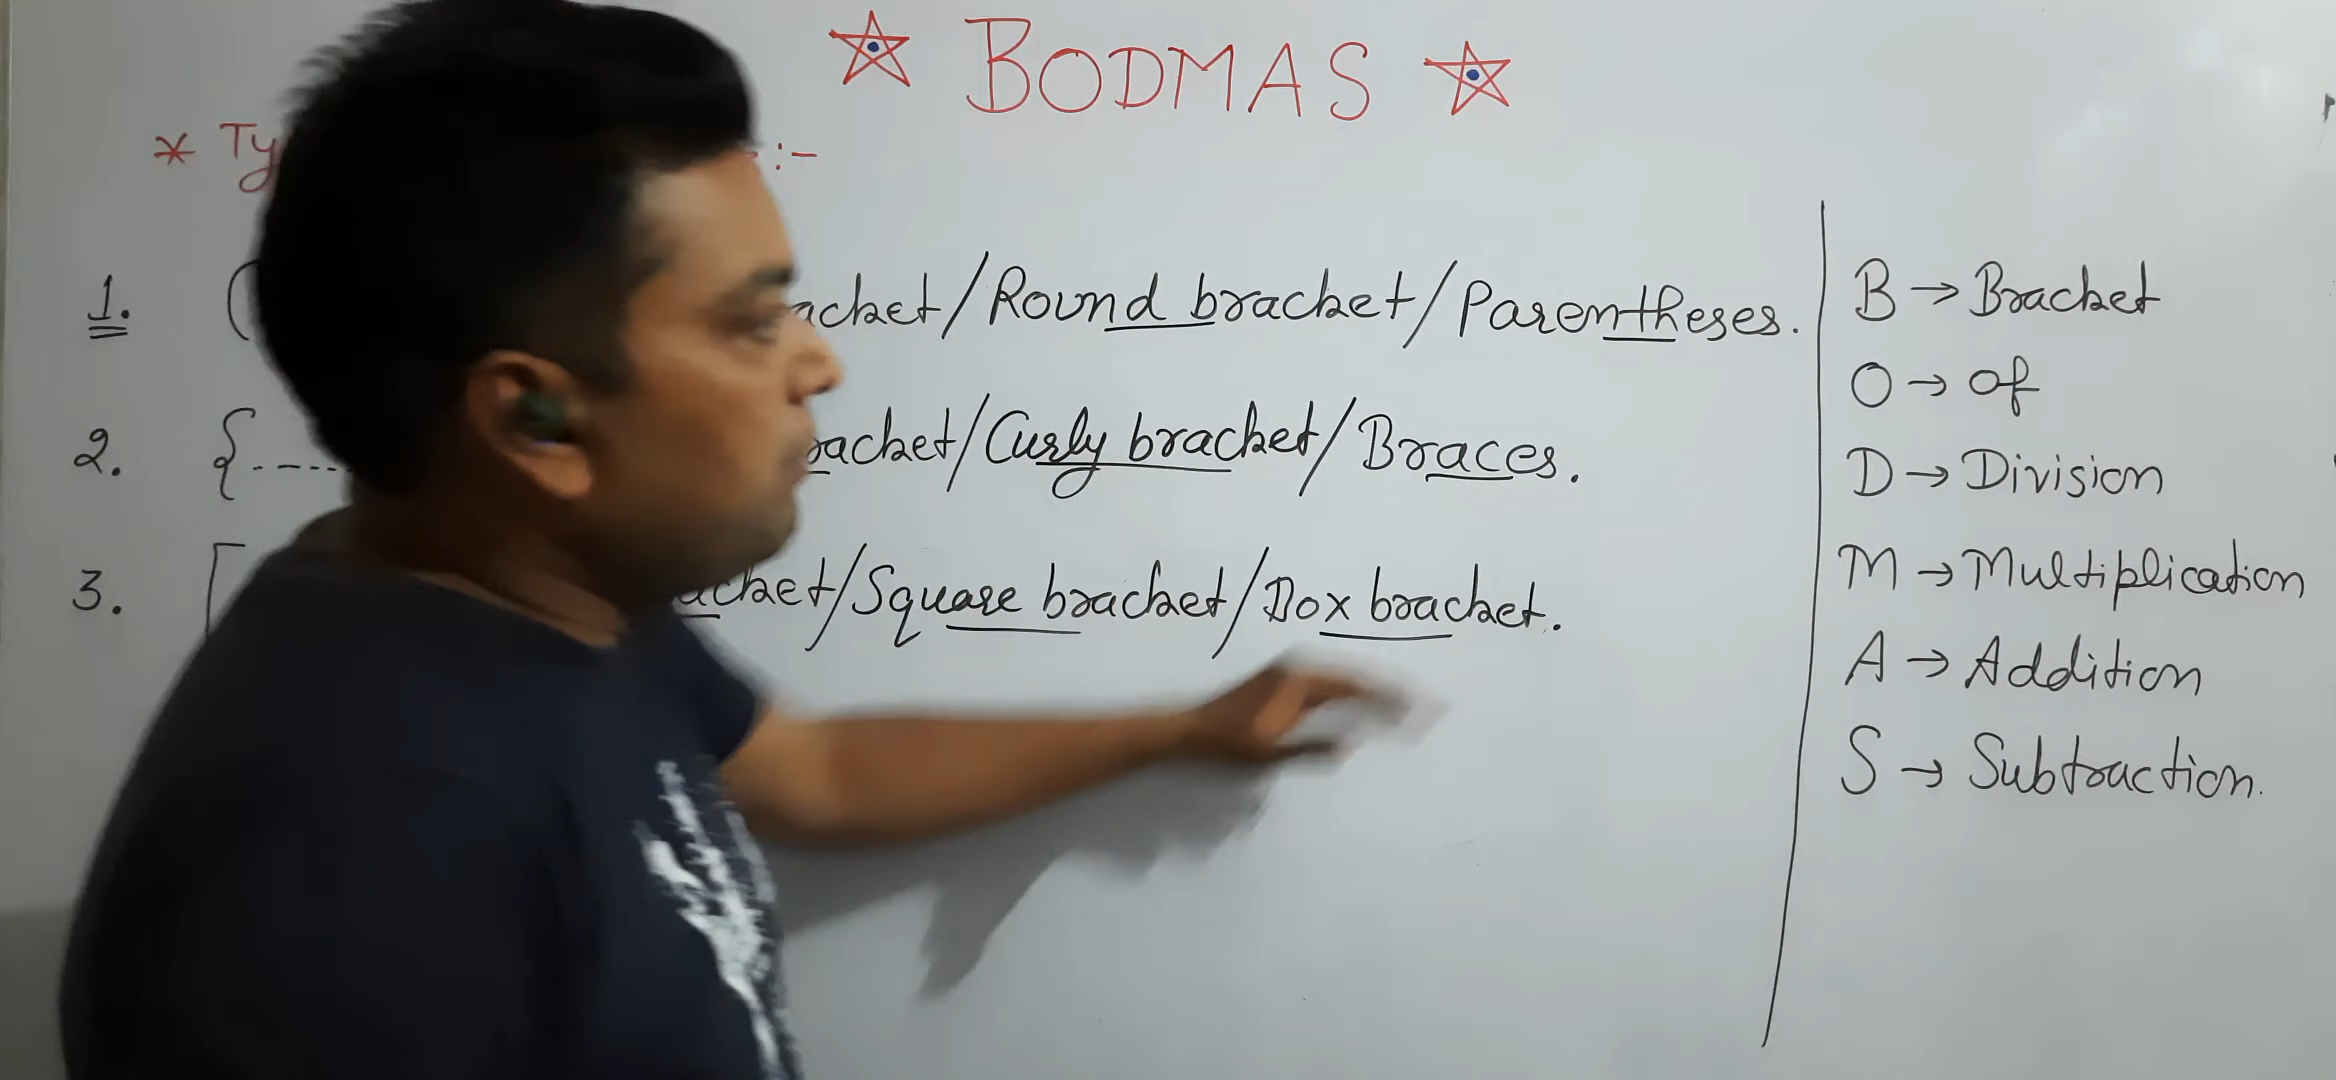 BODMAS
* Ty :-
1. ( acket/Round bracket/Parentheses.
2. {----- racket/Curly bracket/Braces.
3. [ acket/Square bracket/Box bracket.
B → Bracket
O → of
D → Division
M → Multiplication
A → Addition
S → Subtraction.